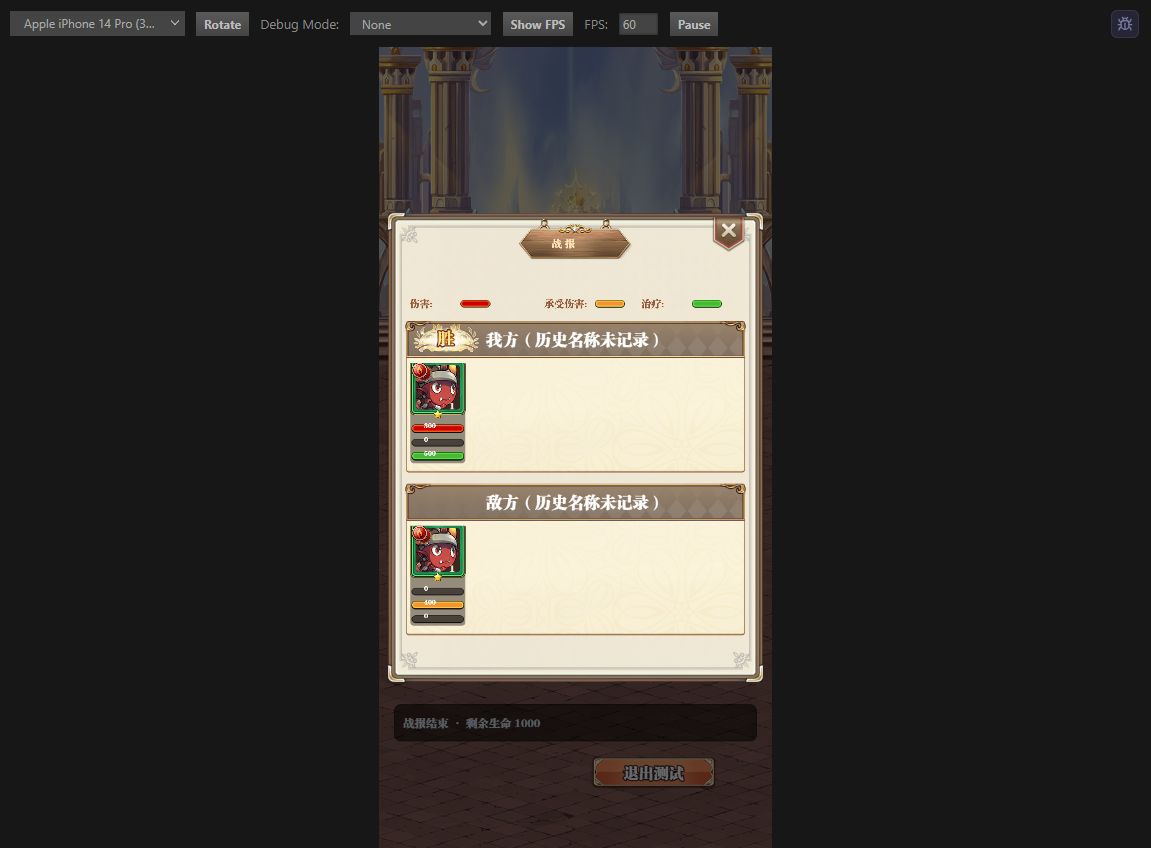 Apple iPhone 14 Pro (3... Rotate Debug Mode: None Show FPS FPS: 60 Pause
战报
伤害: 承受伤害: 治疗:
胜 我方（历史名称未记录）
1
300
0
500
敌方（历史名称未记录）
1
0
400
0
战报结束 · 剩余生命 1000
退出测试